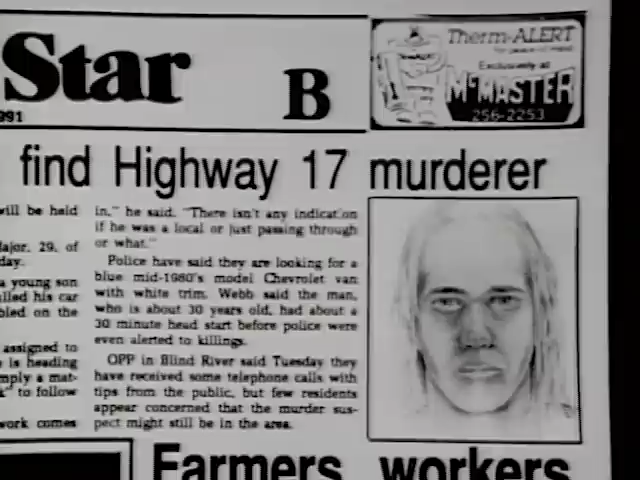 Star
B
991
Therm-ALERT
for peace of mind
Exclusively at
McMASTER
256-2253
find Highway 17 murderer
will be held
ajor, 29, of
day.
a young son
lled his car
bled on the
assigned to
is heading
mply a mat-
to follow
work comes
in," he said. "There isn't any indication
if he was a local or just passing through
or what."
Police have said they are looking for a
blue mid-1980's model Chevrolet van
with white trim. Webb said the man,
who is about 30 years old, had about a
30 minute head start before police were
even alerted to killings.
OPP in Blind River said Tuesday they
have received some telephone calls with
tips from the public, but few residents
appear concerned that the murder sus-
pect might still be in the area.
Farmers, workers